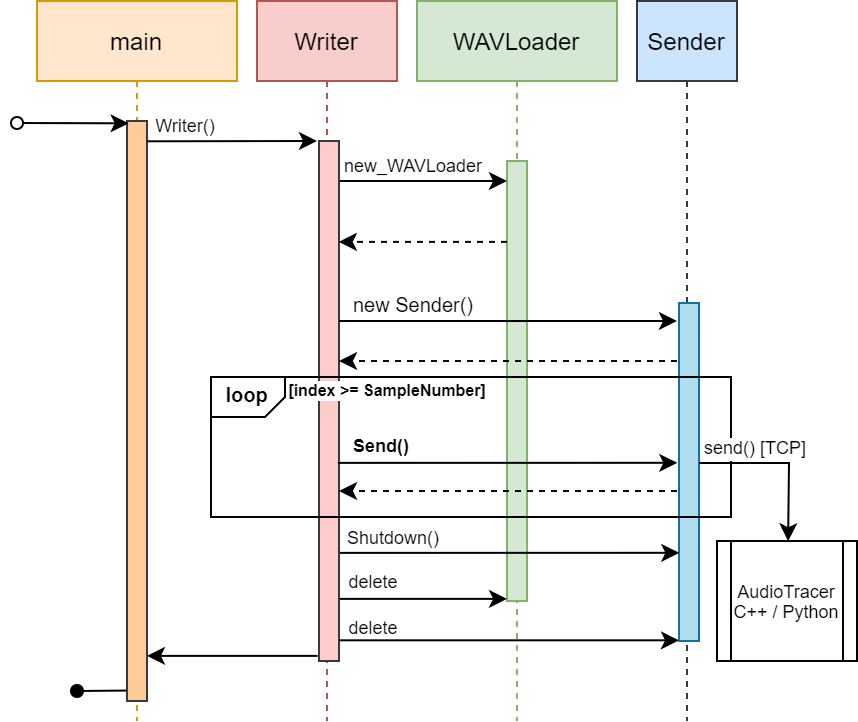 main
Writer
WAVLoader
Sender
Writer()
new_WAVLoader
new Sender()
loop
[index >= SampleNumber]
Send()
send() [TCP]
Shutdown()
delete
AudioTracer
C++ / Python
delete